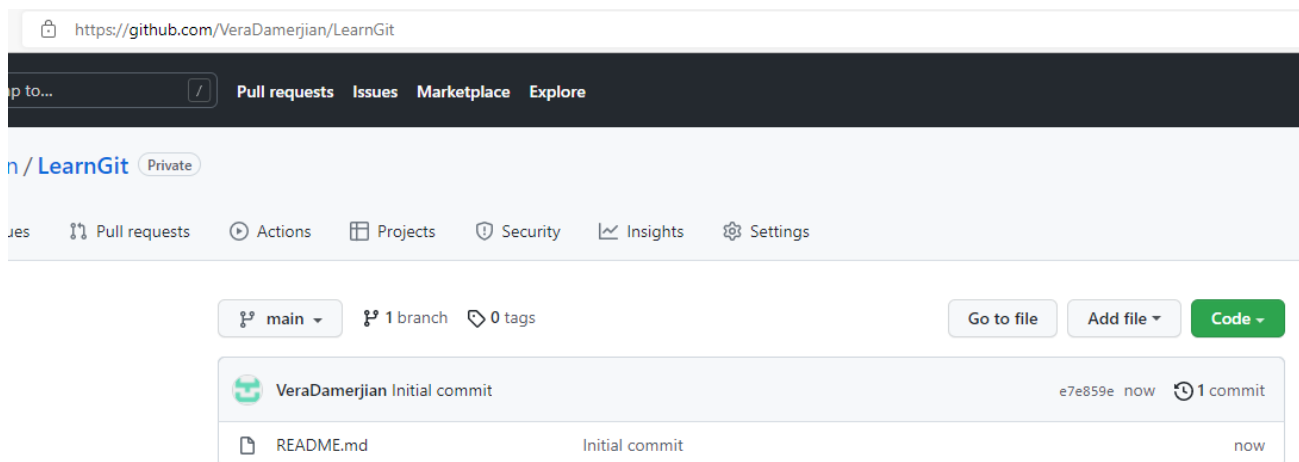 https://github.com/VeraDamerjian/LearnGit
to... / Pull requests Issues Marketplace Explore
/ LearnGit Private
Pull requests Actions Projects Security Insights Settings
main 1 branch 0 tags Go to file Add file Code
VeraDamerjian Initial commit e7e859e now 1 commit
README.md Initial commit now